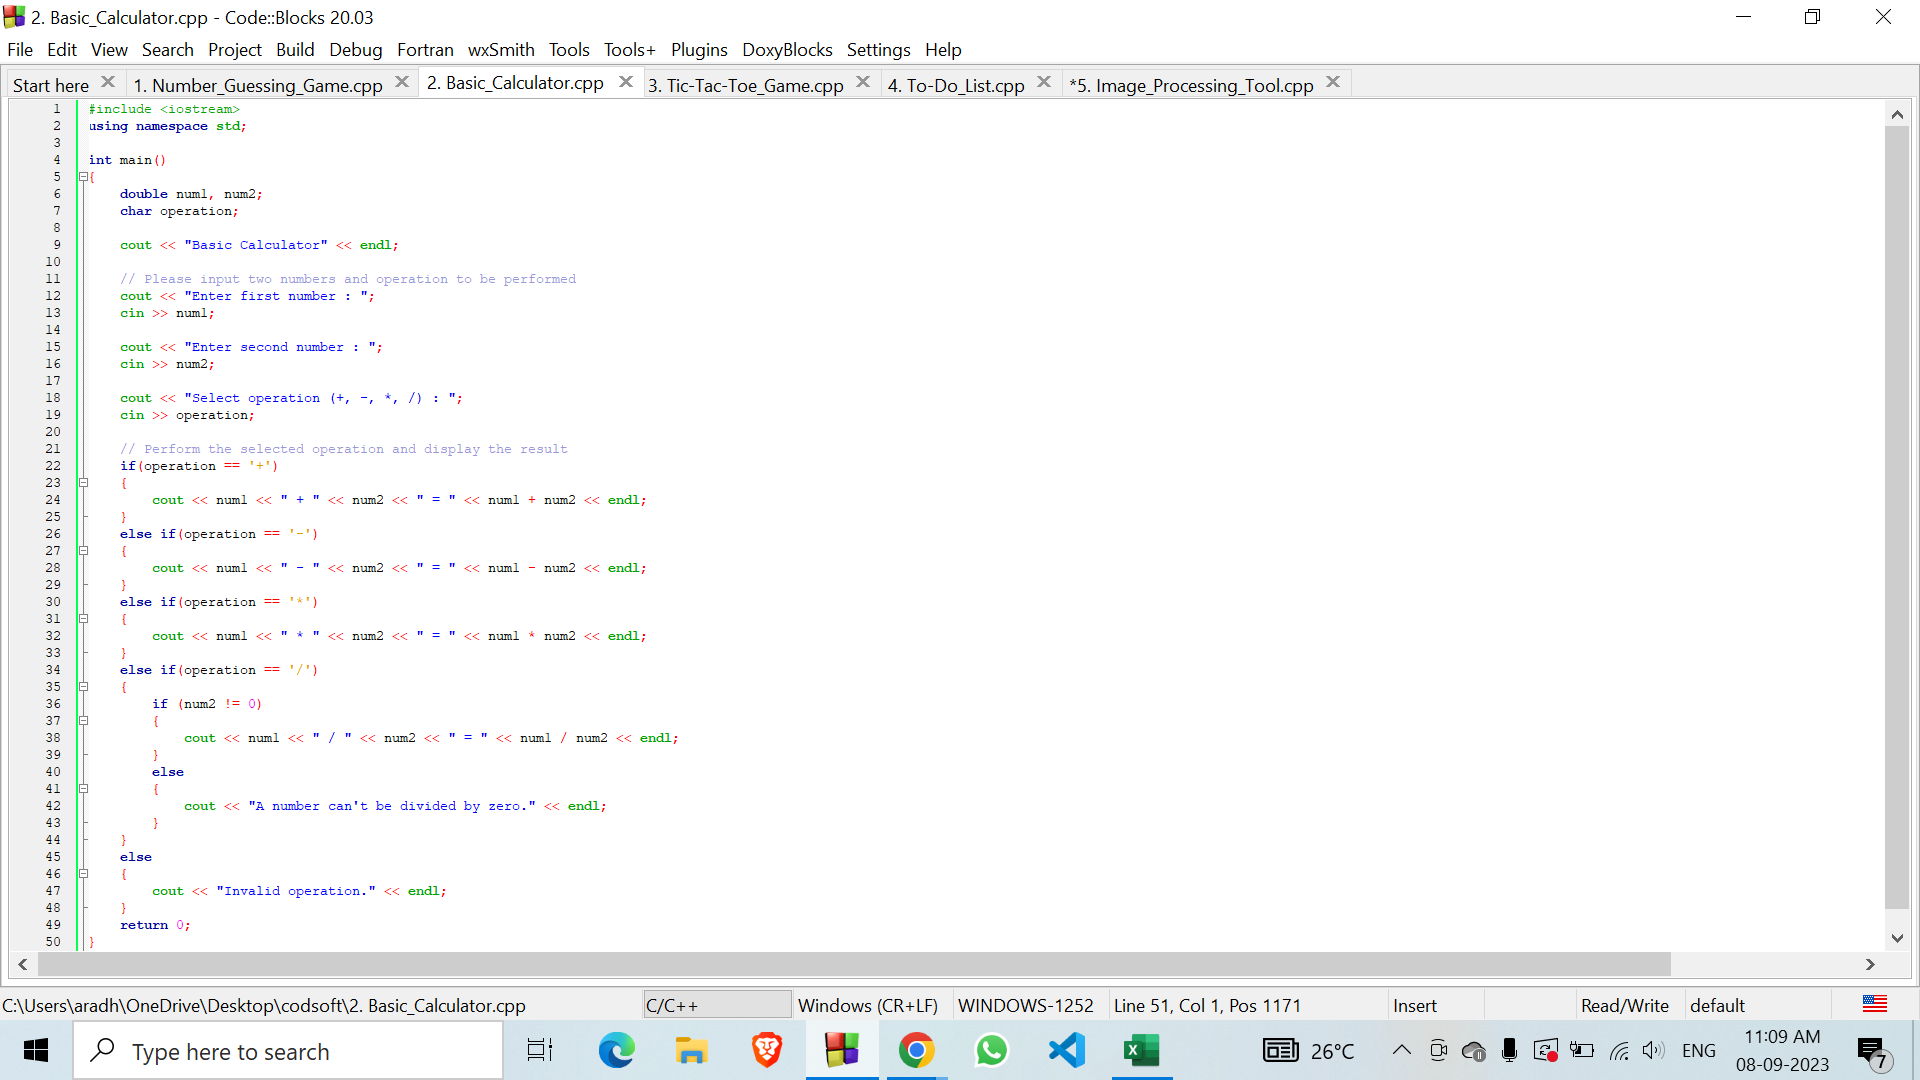 2. Basic_Calculator.cpp - Code::Blocks 20.03
File Edit View Search Project Build Debug Fortran wxSmith Tools Tools+ Plugins DoxyBlocks Settings Help
Start here 1. Number_Guessing_Game.cpp 2. Basic_Calculator.cpp 3. Tic-Tac-Toe_Game.cpp 4. To-Do_List.cpp *5. Image_Processing_Tool.cpp
1 #include <iostream>
2 using namespace std;
3
4 int main()
5 {
6 double num1, num2;
7 char operation;
8
9 cout << "Basic Calculator" << endl;
10
11 // Please input two numbers and operation to be performed
12 cout << "Enter first number : ";
13 cin >> num1;
14
15 cout << "Enter second number : ";
16 cin >> num2;
17
18 cout << "Select operation (+, -, *, /) : ";
19 cin >> operation;
20
21 // Perform the selected operation and display the result
22 if(operation == '+')
23 {
24 cout << num1 << " + " << num2 << " = " << num1 + num2 << endl;
25 }
26 else if(operation == '-')
27 {
28 cout << num1 << " - " << num2 << " = " << num1 - num2 << endl;
29 }
30 else if(operation == '*')
31 {
32 cout << num1 << " * " << num2 << " = " << num1 * num2 << endl;
33 }
34 else if(operation == '/')
35 {
36 if (num2 != 0)
37 {
38 cout << num1 << " / " << num2 << " = " << num1 / num2 << endl;
39 }
40 else
41 {
42 cout << "A number can't be divided by zero." << endl;
43 }
44 }
45 else
46 {
47 cout << "Invalid operation." << endl;
48 }
49 return 0;
50 }
C:\Users\aradh\OneDrive\Desktop\codsoft\2. Basic_Calculator.cpp C/C++ Windows (CR+LF) WINDOWS-1252 Line 51, Col 1, Pos 1171 Insert Read/Write default
Type here to search 26°C ENG 11:09 AM
08-09-2023 7